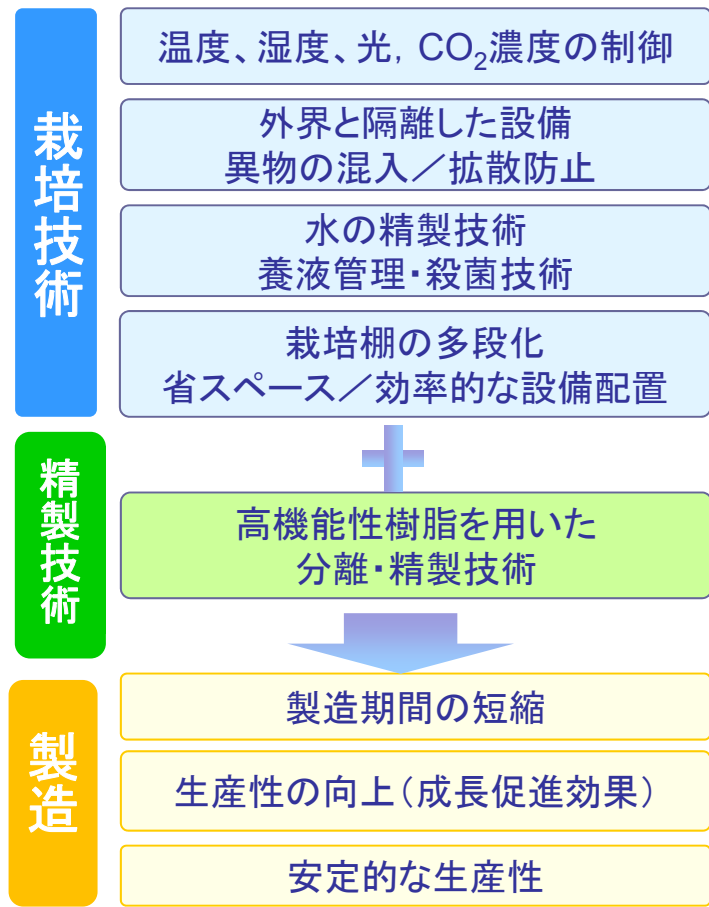 栽培技術
温度、湿度、光, CO₂濃度の制御
外界と隔離した設備
異物の混入／拡散防止
水の精製技術
養液管理・殺菌技術
栽培棚の多段化
省スペース／効率的な設備配置
精製技術
高機能性樹脂を用いた
分離・精製技術
製造
製造期間の短縮
生産性の向上（成長促進効果）
安定的な生産性